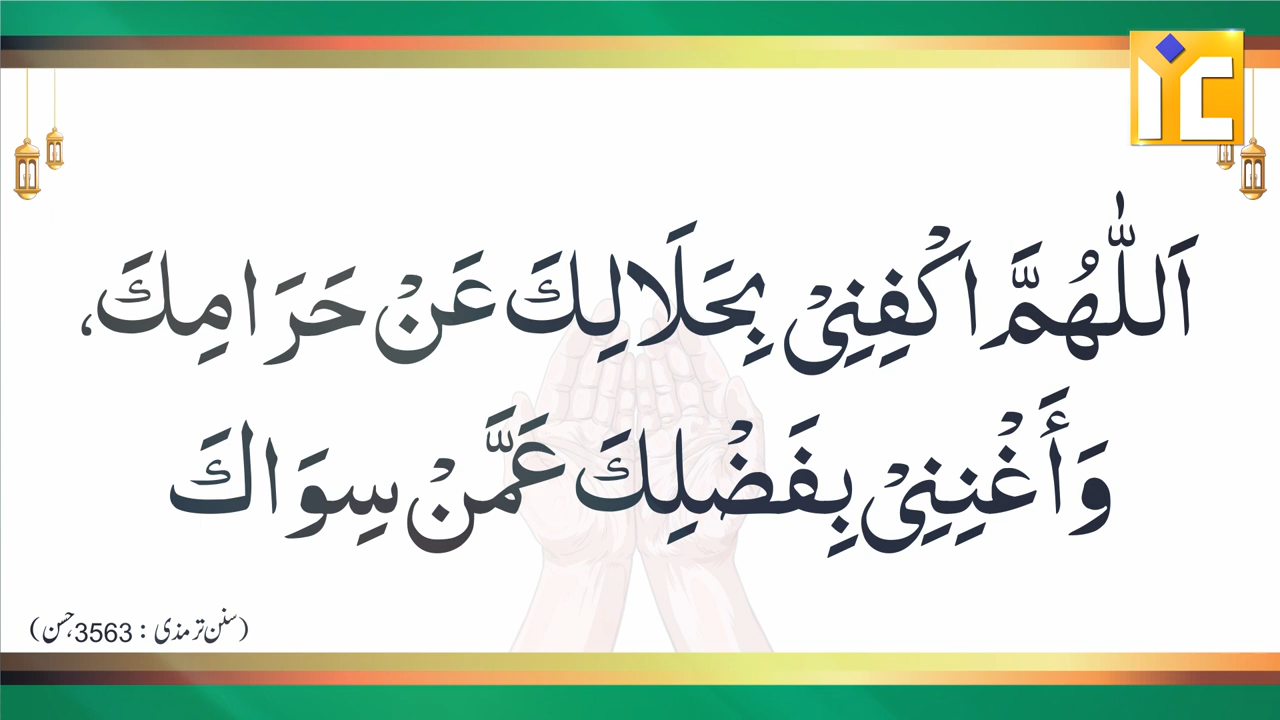 اَللّٰهُمَّ اكْفِنِيْ بِحَلَالِكَ عَنْ حَرَامِكَ،
وَأَغْنِنِيْ بِفَضْلِكَ عَمَّنْ سِوَاكَ
(سنن ترمذی : 3563، حسن)